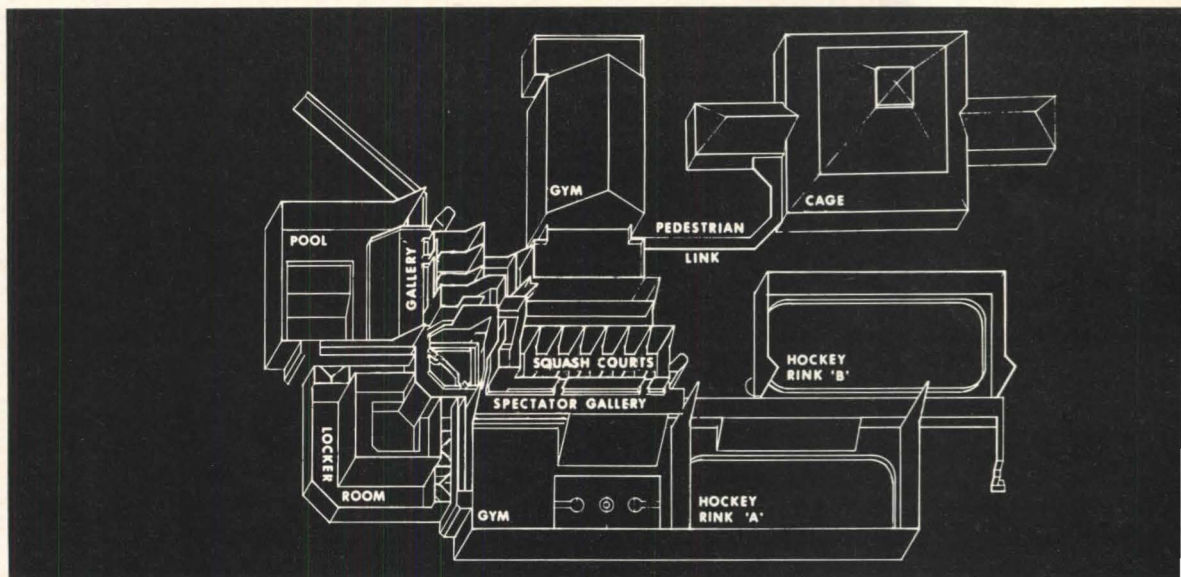 GYM
CAGE
PEDESTRIAN
LINK
POOL
GALLERY
HOCKEY
RINK 'B'
SQUASH COURTS
SPECTATOR GALLERY
LOCKER
ROOM
GYM
HOCKEY
RINK 'A'